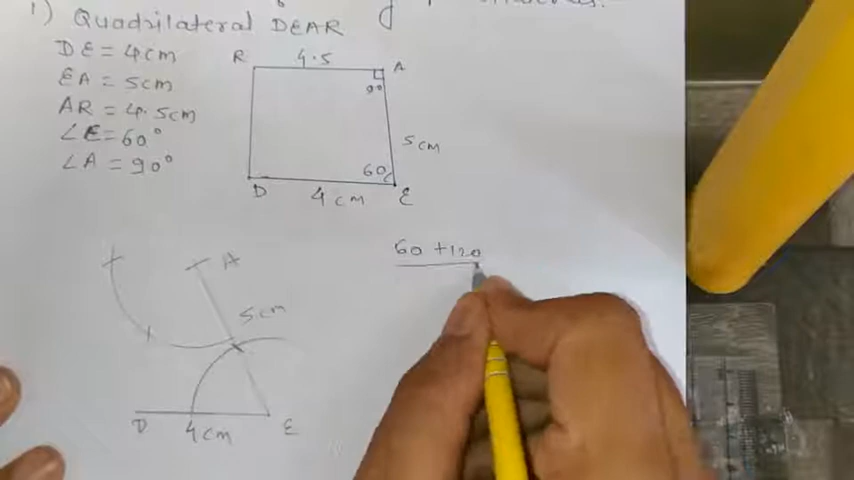 1) Quadrilateral DEAR
DE = 4cm
EA = 5cm
AR = 4.5cm
∠E = 60°
∠A = 90°
R 4.5 A
90
5cm
60
D 4cm E
60 + 120
A
5cm
D 4cm E